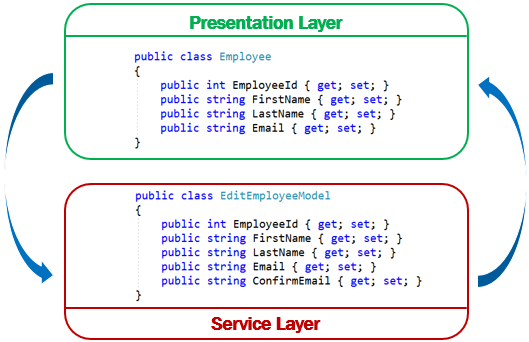 Presentation Layer
public class Employee
{
public int EmployeeId { get; set; }
public string FirstName { get; set; }
public string LastName { get; set; }
public string Email { get; set; }
}
public class EditEmployeeModel
{
public int EmployeeId { get; set; }
public string FirstName { get; set; }
public string LastName { get; set; }
public string Email { get; set; }
public string ConfirmEmail { get; set; }
}
Service Layer